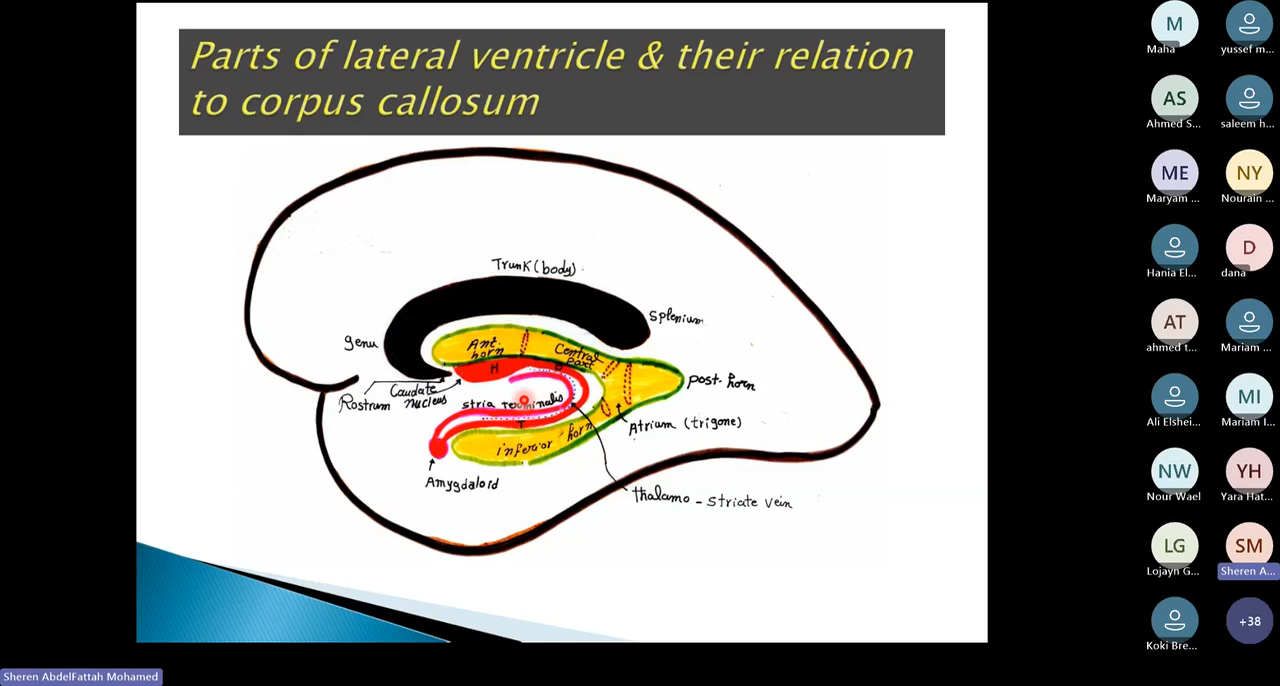 Parts of lateral ventricle & their relation
to corpus callosum
Trunk (body)
Splenium
genu
Ant.
horn
Central
part
H
B
post. horn
Rostrum
Caudate
nucleus
stria terminalis
T
Atrium (trigone)
inferior horn
Amygdaloid
Thalamo - striate vein
M
Maha
yussef m...
AS
Ahmed S...
saleem h...
ME
Maryam ...
NY
Nourain ...
Hania El...
D
dana
AT
ahmed t...
Mariam ...
Ali Elshei...
MI
Mariam I...
NW
Nour Wael
YH
Yara Hat...
LG
Lojayn G...
SM
Sheren A...
Koki Bre...
+38
Sheren AbdelFattah Mohamed